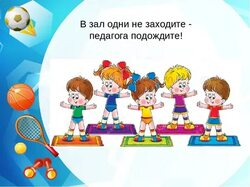 В зал одни не заходите -
педагога подождите!